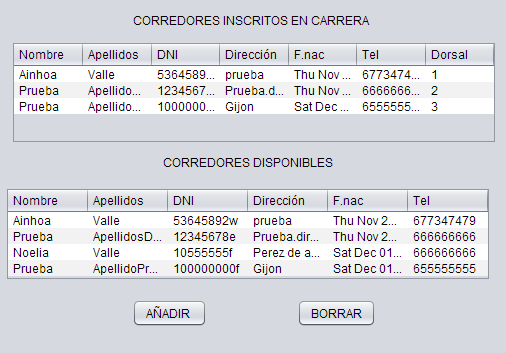 CORREDORES INSCRITOS EN CARRERA
Nombre Apellidos DNI Dirección F.nac Tel Dorsal
Ainhoa Valle 5364589... prueba Thu Nov ... 6773474... 1
Prueba Apellido... 1234567... Prueba.d... Thu Nov ... 6666666... 2
Prueba Apellido... 1000000... Gijon Sat Dec ... 6555555... 3
CORREDORES DISPONIBLES
Nombre Apellidos DNI Dirección F.nac Tel
Ainhoa Valle 53645892w prueba Thu Nov 2... 677347479
Prueba ApellidosD... 12345678e Prueba.dir... Thu Nov 2... 666666666
Noelia Valle 10555555f Perez de a... Sat Dec 01... 666666666
Prueba ApellidoPr... 100000000f Gijon Sat Dec 01... 655555555
AÑADIR BORRAR